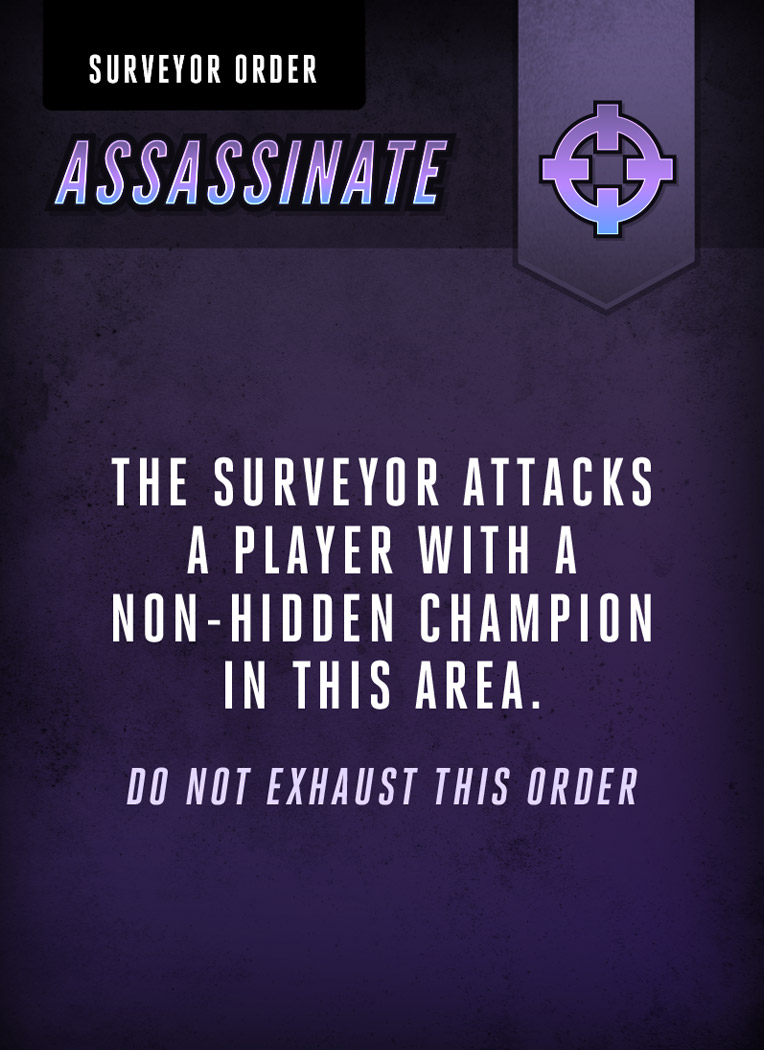 SURVEYOR ORDER
ASSASSINATE
THE SURVEYOR ATTACKS
A PLAYER WITH A
NON-HIDDEN CHAMPION
IN THIS AREA.
DO NOT EXHAUST THIS ORDER